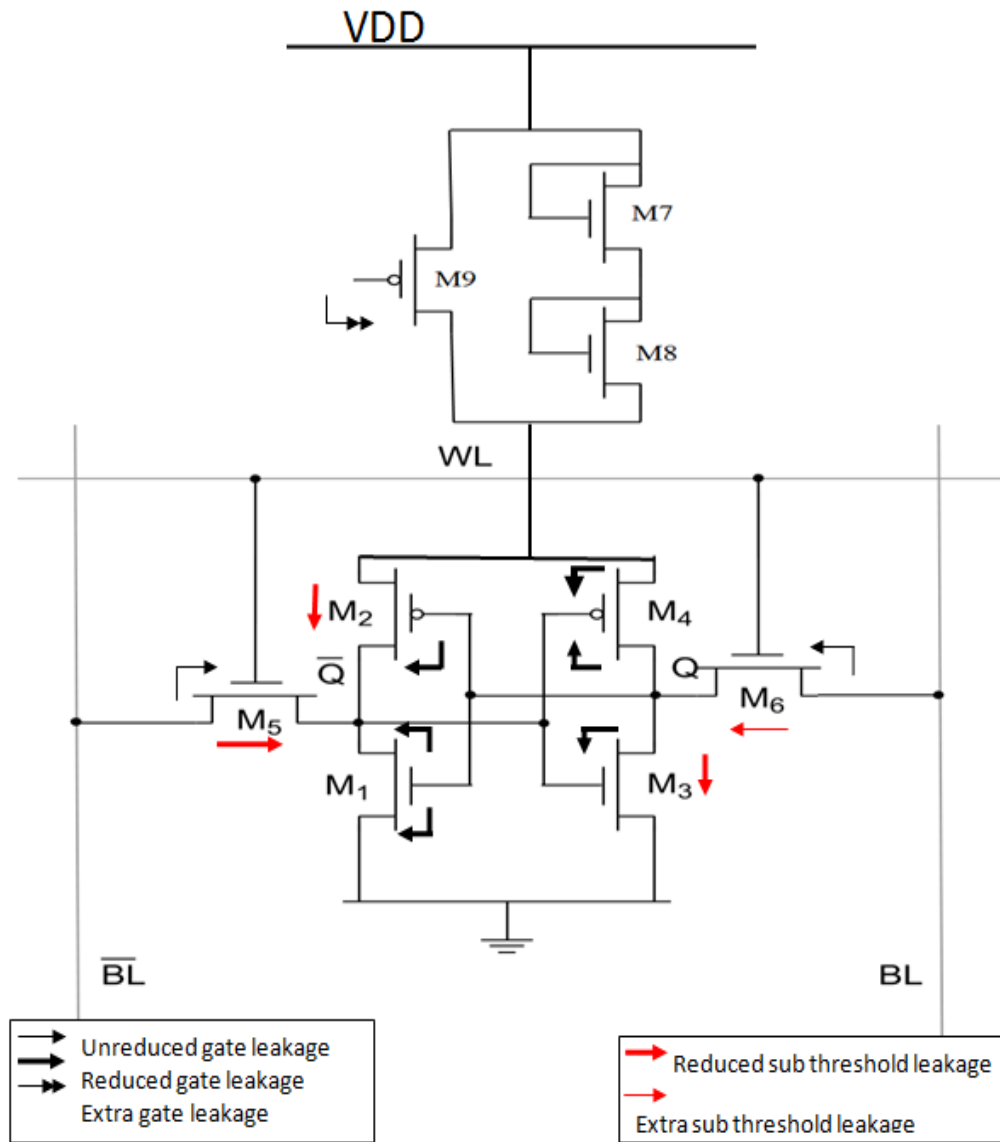 VDD
M7
M9
M8
WL
M₂
M₄
Q̅
Q
M₅
M₆
M₁
M₃
B̅L̅
BL
Unreduced gate leakage
Reduced gate leakage
Extra gate leakage
Reduced sub threshold leakage
Extra sub threshold leakage